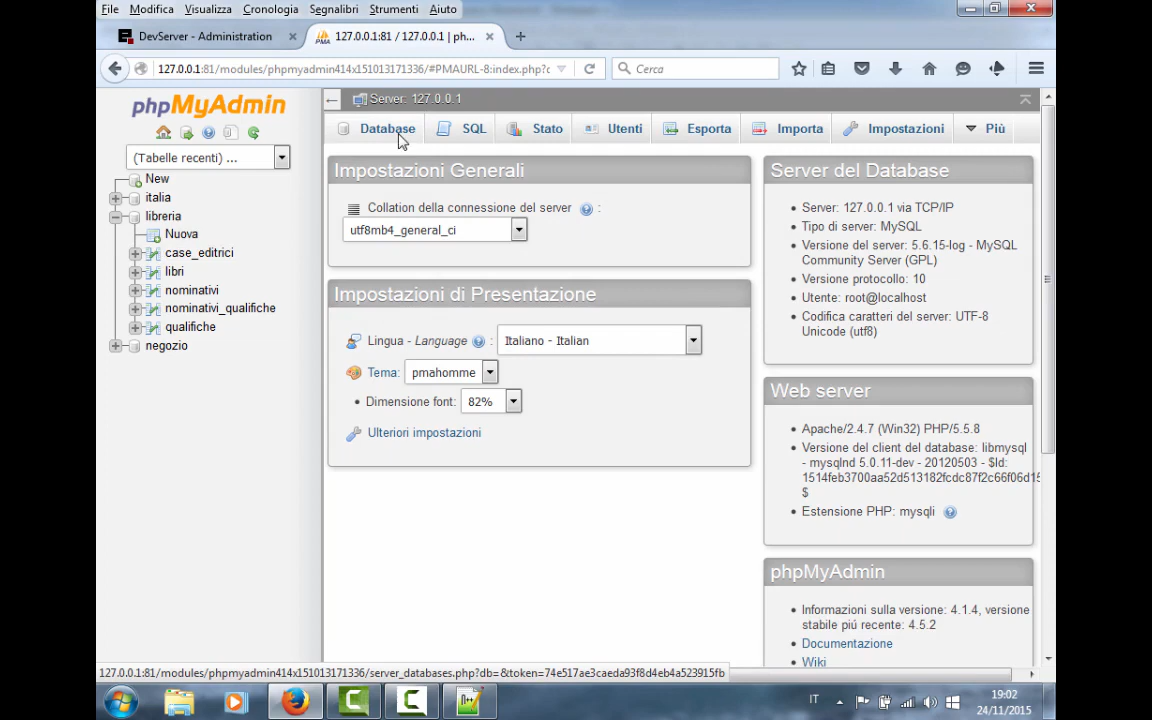 File Modifica Visualizza Cronologia Segnalibri Strumenti Aiuto
DevServer - Administration × 127.0.0.1:81 / 127.0.0.1 | ph... × +
127.0.0.1:81/modules/phpmyadmin414x151013171336/#PMAURL-8:index.php?c
Cerca
phpMyAdmin
(Tabelle recenti) ...
New
italia
libreria
Nuova
case_editrici
libri
nominativi
nominativi_qualifiche
qualifiche
negozio
Server: 127.0.0.1
Database SQL Stato Utenti Esporta Importa Impostazioni Più
Impostazioni Generali
Collation della connessione del server :
utf8mb4_general_ci
Impostazioni di Presentazione
Lingua - Language : Italiano - Italian
Tema: pmahomme
• Dimensione font: 82%
Ulteriori impostazioni
Server del Database
• Server: 127.0.0.1 via TCP/IP
• Tipo di server: MySQL
• Versione del server: 5.6.15-log - MySQL
Community Server (GPL)
• Versione protocollo: 10
• Utente: root@localhost
• Codifica caratteri del server: UTF-8
Unicode (utf8)
Web server
• Apache/2.4.7 (Win32) PHP/5.5.8
• Versione del client del database: libmysql
- mysqlnd 5.0.11-dev - 20120503 - $Id:
1514feb3700aa52d513182fcdc87f2c66f06d15
$
• Estensione PHP: mysqli
phpMyAdmin
• Informazioni sulla versione: 4.1.4, versione
stabile piú recente: 4.5.2
• Documentazione
• Wiki
127.0.0.1:81/modules/phpmyadmin414x151013171336/server_databases.php?db=&token=74e517ae3caeda93f8d4eb4a523915fb
IT
19:02
24/11/2015